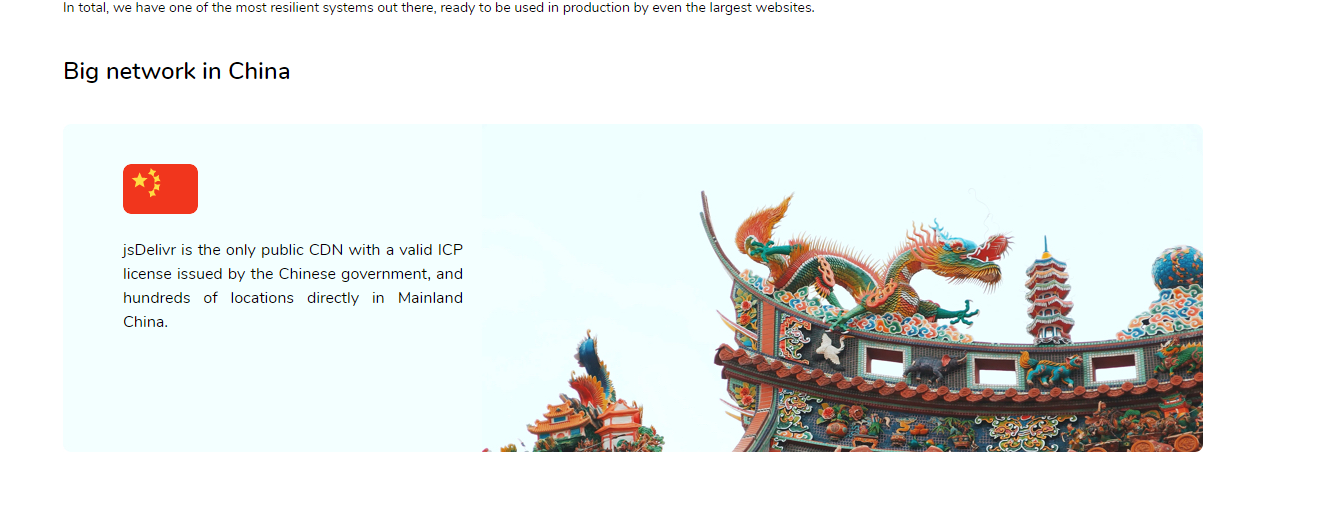 In total, we have one of the most resilient systems out there, ready to be used in production by even the largest websites.
Big network in China
jsDelivr is the only public CDN with a valid ICP
license issued by the Chinese government, and
hundreds of locations directly in Mainland
China.